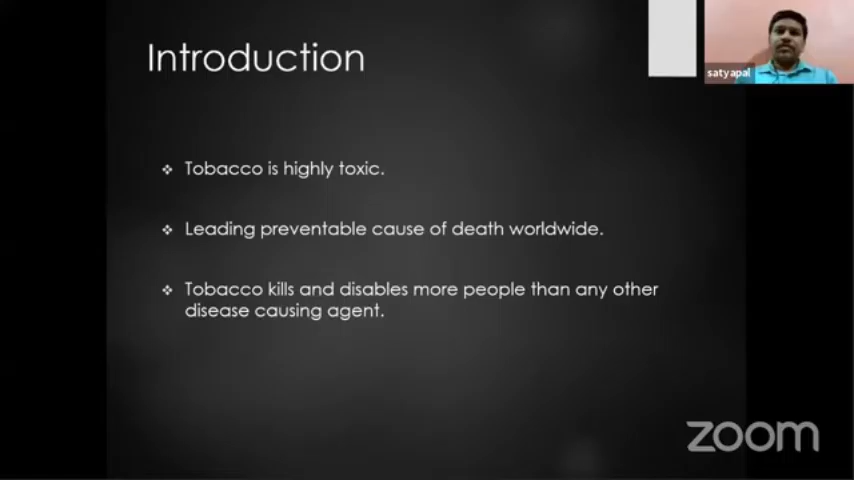 Introduction
satyapal
❖ Tobacco is highly toxic.
❖ Leading preventable cause of death worldwide.
❖ Tobacco kills and disables more people than any other
disease causing agent.
zoom